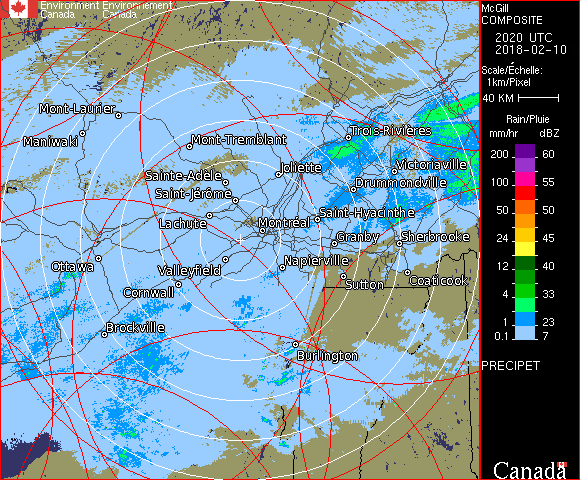 Environment Environnement
Canada Canada
McGill
COMPOSITE
2020 UTC
2018-02-10
Scale/Échelle:
1km/Pixel
40 KM
Rain/Pluie
mm/hr dBZ
200 60
100 55
50 50
24 45
12 40
4 33
1 23
0.1 7
PRECIPET
Canada
Mont-Laurier
Maniwaki
Mont-Tremblant
Trois-Rivières
Joliette
Victoriaville
Sainte-Adèle
Drummondville
Saint-Jérôme
Saint-Hyacinthe
Lachute
Montréal
Granby
Sherbrooke
Ottawa
Valleyfield
Napierville
Coaticook
Sutton
Cornwall
Brockville
Burlington